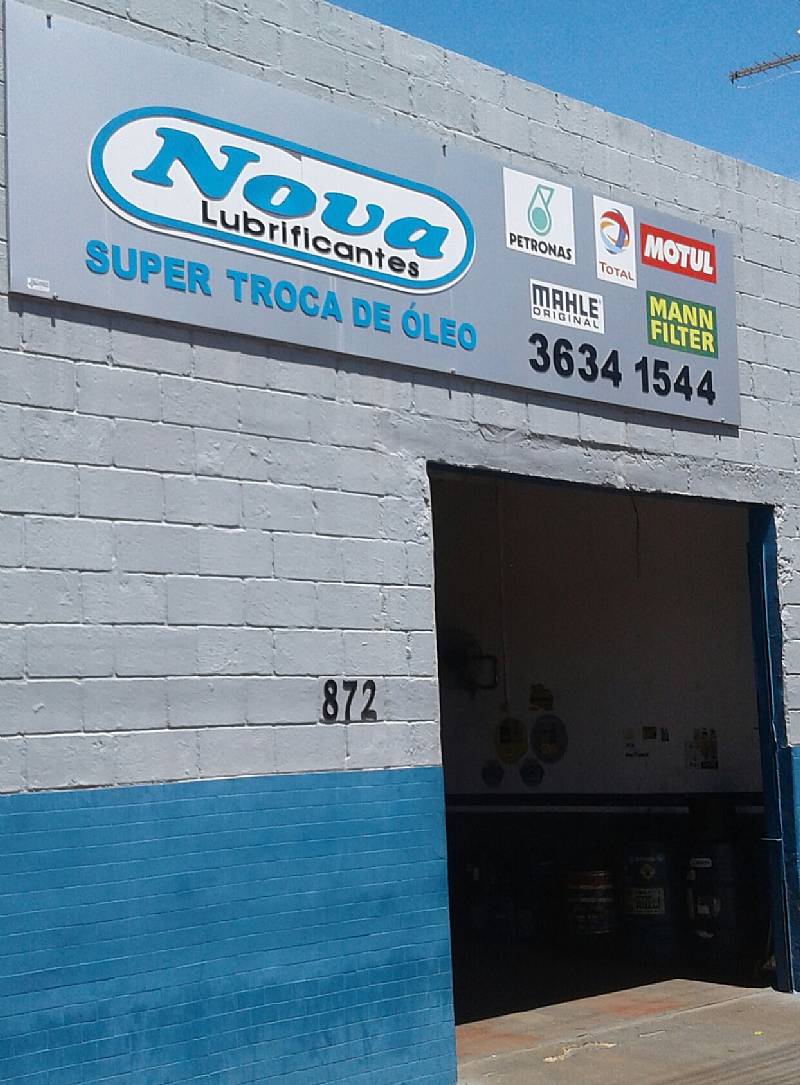 Nova
Lubrificantes
SUPER TROCA DE ÓLEO
PETRONAS
TOTAL
MOTUL
MAHLE
ORIGINAL
MANN
FILTER
3634 1544
872